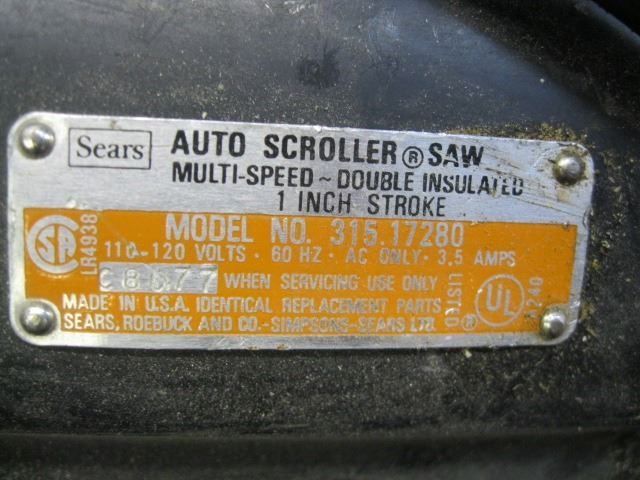 Sears AUTO SCROLLER ® SAW
MULTI-SPEED ~ DOUBLE INSULATED
1 INCH STROKE
MODEL NO. 315.17280
110-120 VOLTS · 60 HZ · AC ONLY · 3.5 AMPS
WHEN SERVICING USE ONLY
MADE IN U.S.A. IDENTICAL REPLACEMENT PARTS
SEARS, ROEBUCK AND CO.-SIMPSONS-SEARS LTD.
SA
LR4938
LISTED
UL
®